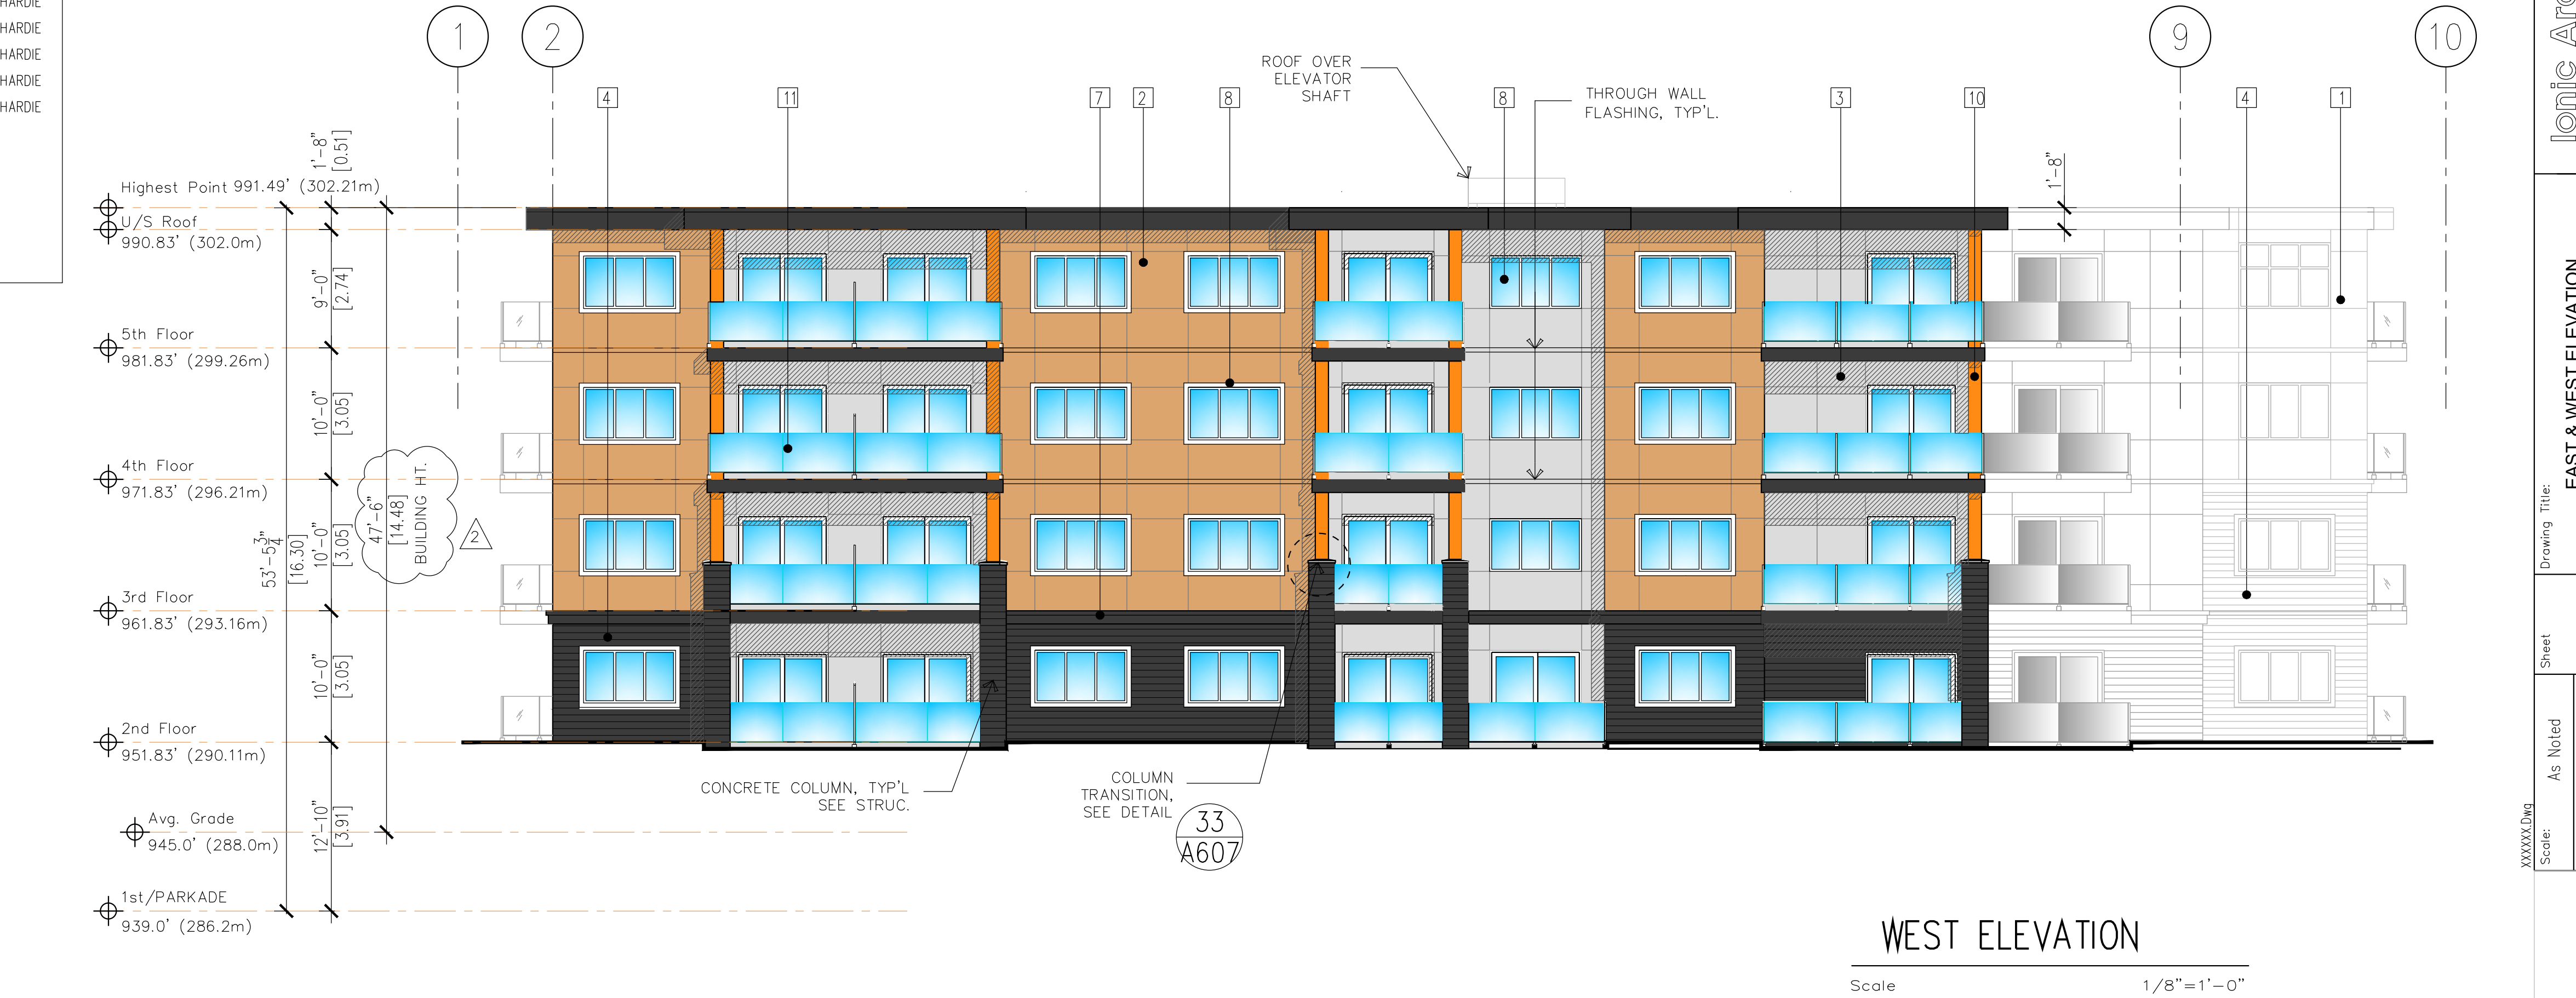 HARDIE
HARDIE
HARDIE
HARDIE
HARDIE
1
2
9
10
4
11
7
2
8
8
3
10
4
1
ROOF OVER
ELEVATOR
SHAFT
THROUGH WALL
FLASHING, TYP'L.
1'-8"
[0.51]
1'-8"
Highest Point 991.49' (302.21m)
U/S Roof
990.83' (302.0m)
9'-0"
[2.74]
5th Floor
981.83' (299.26m)
10'-0"
[3.05]
4th Floor
971.83' (296.21m)
53'-5 3/4"
[16.30]
10'-0"
[3.05]
47'-6"
[14.48]
BUILDING HT.
2
3rd Floor
961.83' (293.16m)
10'-0"
[3.05]
2nd Floor
951.83' (290.11m)
12'-10"
[3.91]
Avg. Grade
945.0' (288.0m)
1st/PARKADE
939.0' (286.2m)
CONCRETE COLUMN, TYP'L
SEE STRUC.
COLUMN
TRANSITION,
SEE DETAIL
33
A607
WEST ELEVATION
Scale 1/8"=1'-0"
Ionic
EAST & WEST ELEVATION
Drawing Title:
Sheet
As Noted
Scale:
XXXXXX.Dwg